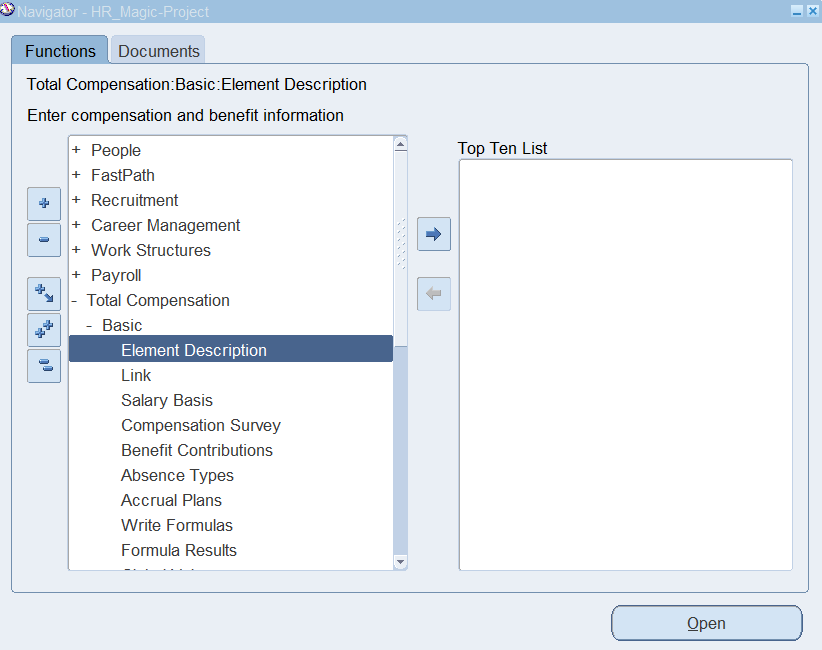 Navigator - HR_Magic-Project
Functions
Documents
Total Compensation:Basic:Element Description
Enter compensation and benefit information
+ People
+ FastPath
+ Recruitment
+ Career Management
+ Work Structures
+ Payroll
- Total Compensation
- Basic
Element Description
Link
Salary Basis
Compensation Survey
Benefit Contributions
Absence Types
Accrual Plans
Write Formulas
Formula Results
Top Ten List
Open